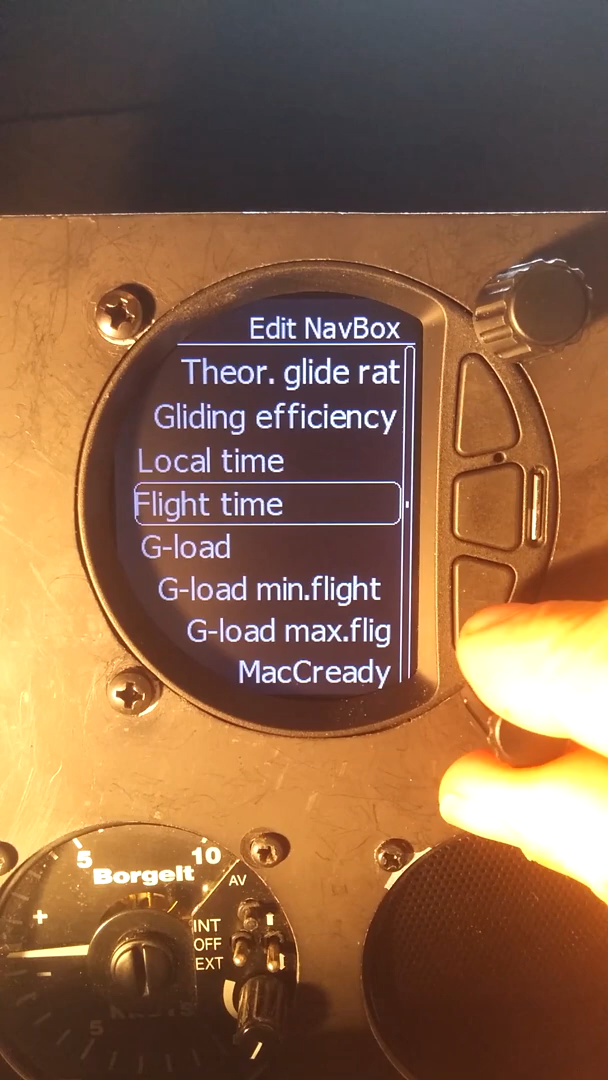 Edit NavBox
Theor. glide rat
Gliding efficiency
Local time
Flight time
G-load
G-load min.flight
G-load max.flig
MacCready
5
10
Borgelt
AV
+
INT
OFF
EXT
-
5